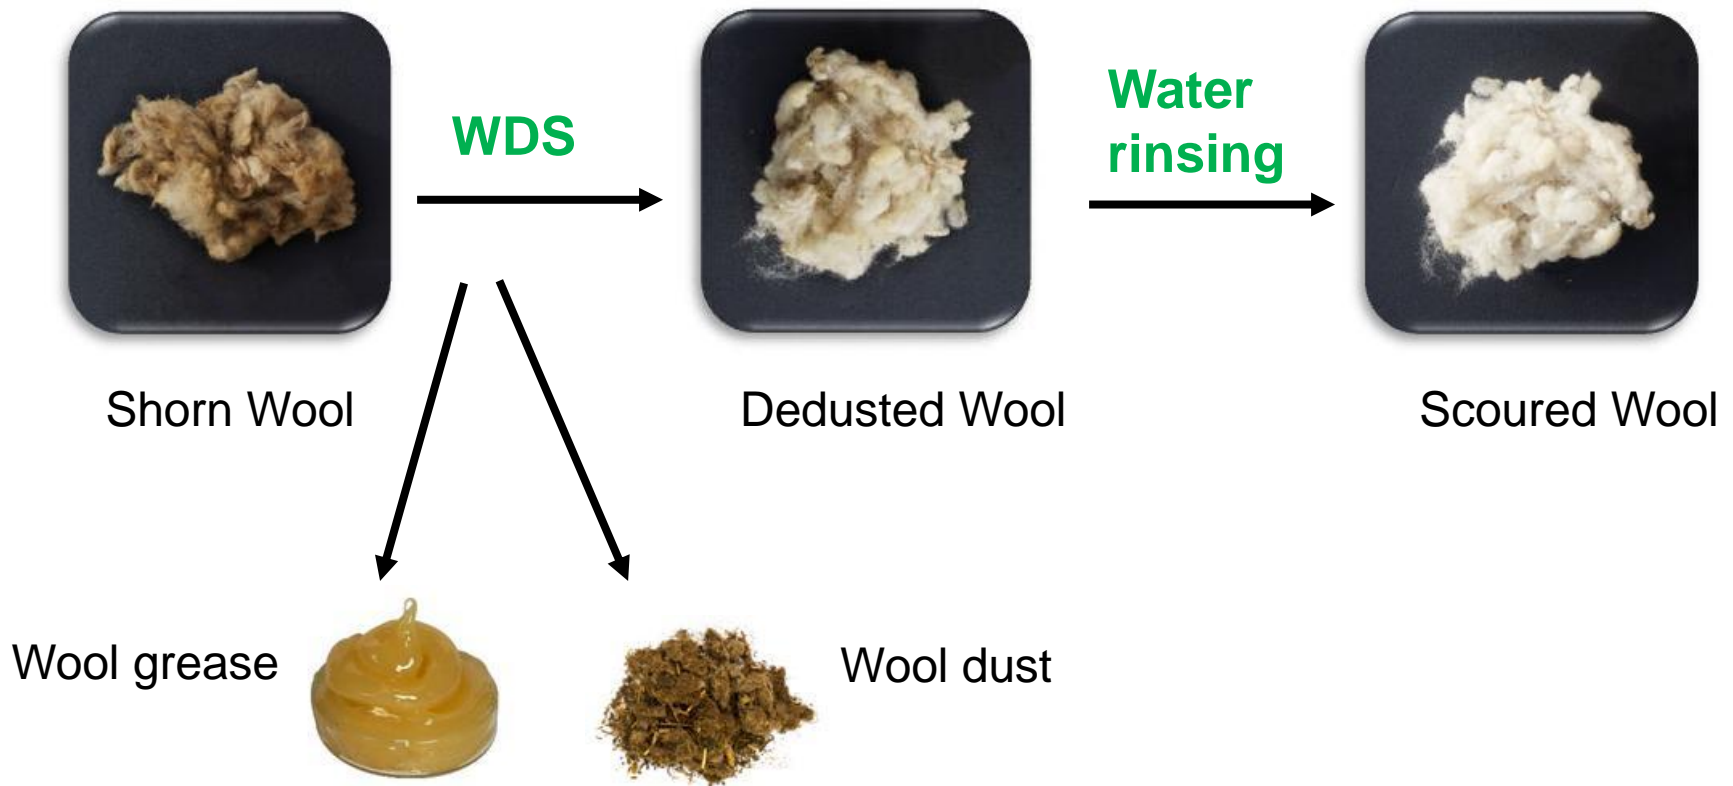 WDS
Water
rinsing
Shorn Wool
Dedusted Wool
Scoured Wool
Wool grease
Wool dust